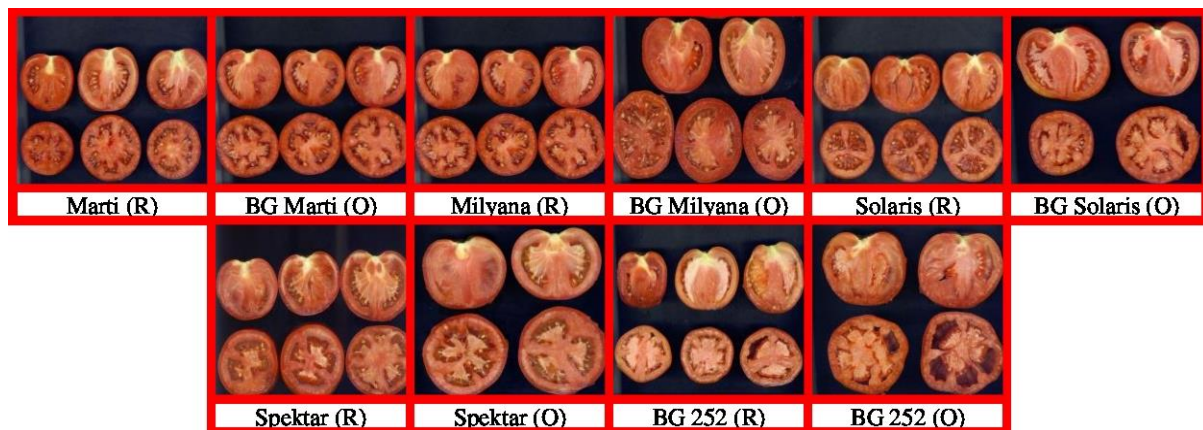 Marti (R)
BG Marti (O)
Milyana (R)
BG Milyana (O)
Solaris (R)
BG Solaris (O)
Spektar (R)
Spektar (O)
BG 252 (R)
BG 252 (O)